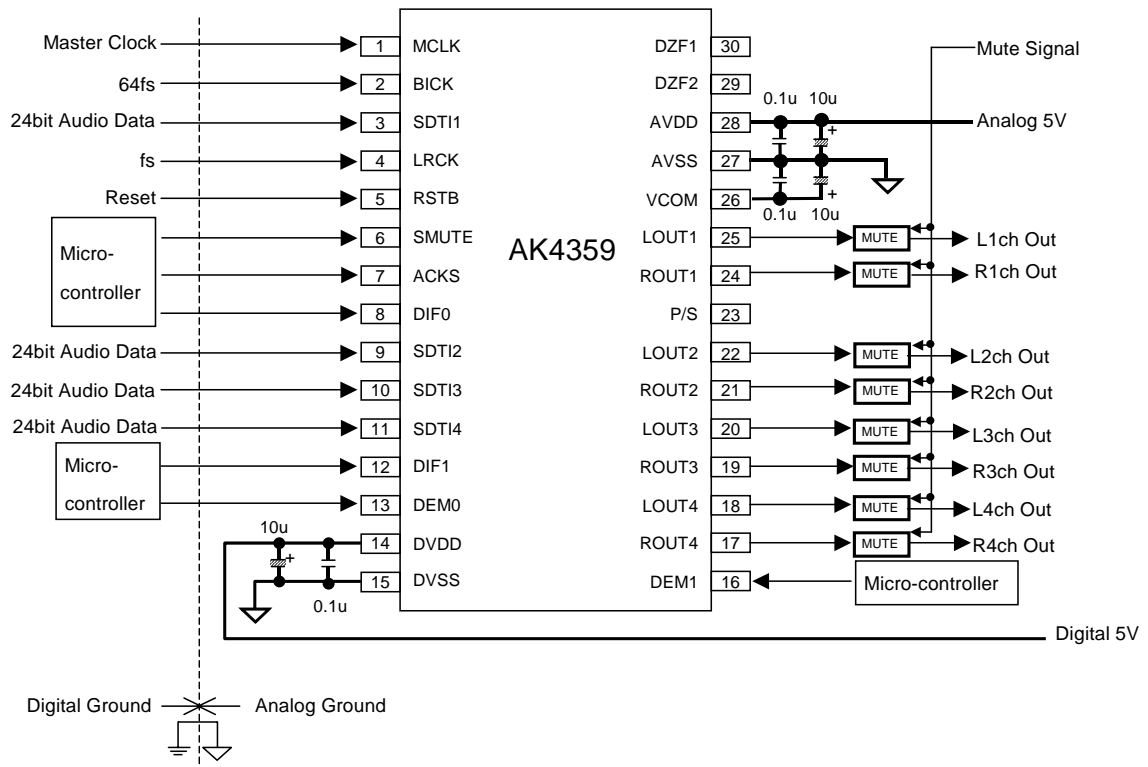 Master Clock 1 MCLK DZF1 30 Mute Signal
64fs 2 BICK DZF2 29
0.1u 10u
24bit Audio Data 3 SDTI1 AVDD 28 + Analog 5V
fs 4 LRCK AVSS 27
Reset 5 RSTB VCOM 26 +
0.1u 10u
Micro-
controller
6 SMUTE AK4359 LOUT1 25 MUTE L1ch Out
7 ACKS ROUT1 24 MUTE R1ch Out
8 DIF0 P/S 23
24bit Audio Data 9 SDTI2 LOUT2 22 MUTE L2ch Out
24bit Audio Data 10 SDTI3 ROUT2 21 MUTE R2ch Out
24bit Audio Data 11 SDTI4 LOUT3 20 MUTE L3ch Out
Micro-
controller
12 DIF1 ROUT3 19 MUTE R3ch Out
13 DEM0 LOUT4 18 MUTE L4ch Out
10u
+ 14 DVDD ROUT4 17 MUTE R4ch Out
15 DVSS DEM1 16 Micro-controller
0.1u
Digital 5V
Digital Ground Analog Ground